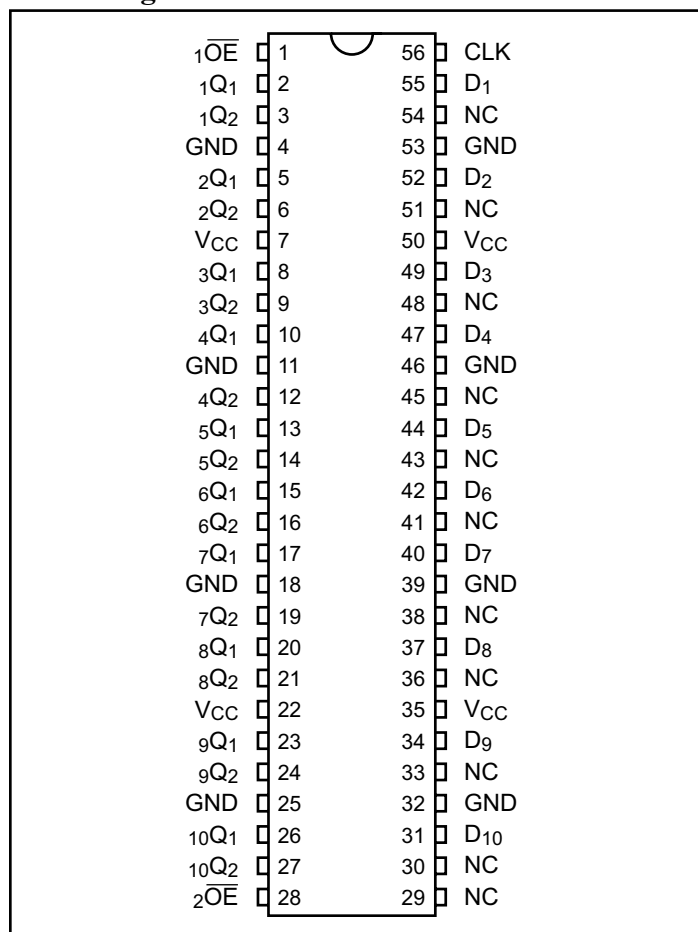 1O̅E̅ 1 56 CLK
1Q1 2 55 D1
1Q2 3 54 NC
GND 4 53 GND
2Q1 5 52 D2
2Q2 6 51 NC
VCC 7 50 VCC
3Q1 8 49 D3
3Q2 9 48 NC
4Q1 10 47 D4
GND 11 46 GND
4Q2 12 45 NC
5Q1 13 44 D5
5Q2 14 43 NC
6Q1 15 42 D6
6Q2 16 41 NC
7Q1 17 40 D7
GND 18 39 GND
7Q2 19 38 NC
8Q1 20 37 D8
8Q2 21 36 NC
VCC 22 35 VCC
9Q1 23 34 D9
9Q2 24 33 NC
GND 25 32 GND
10Q1 26 31 D10
10Q2 27 30 NC
2O̅E̅ 28 29 NC